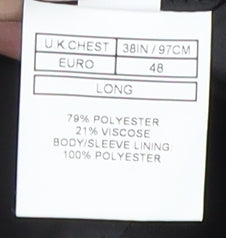 U.K.CHEST 38IN / 97CM
EURO 48
LONG
79% POLYESTER
21% VISCOSE
BODY/SLEEVE LINING:
100% POLYESTER